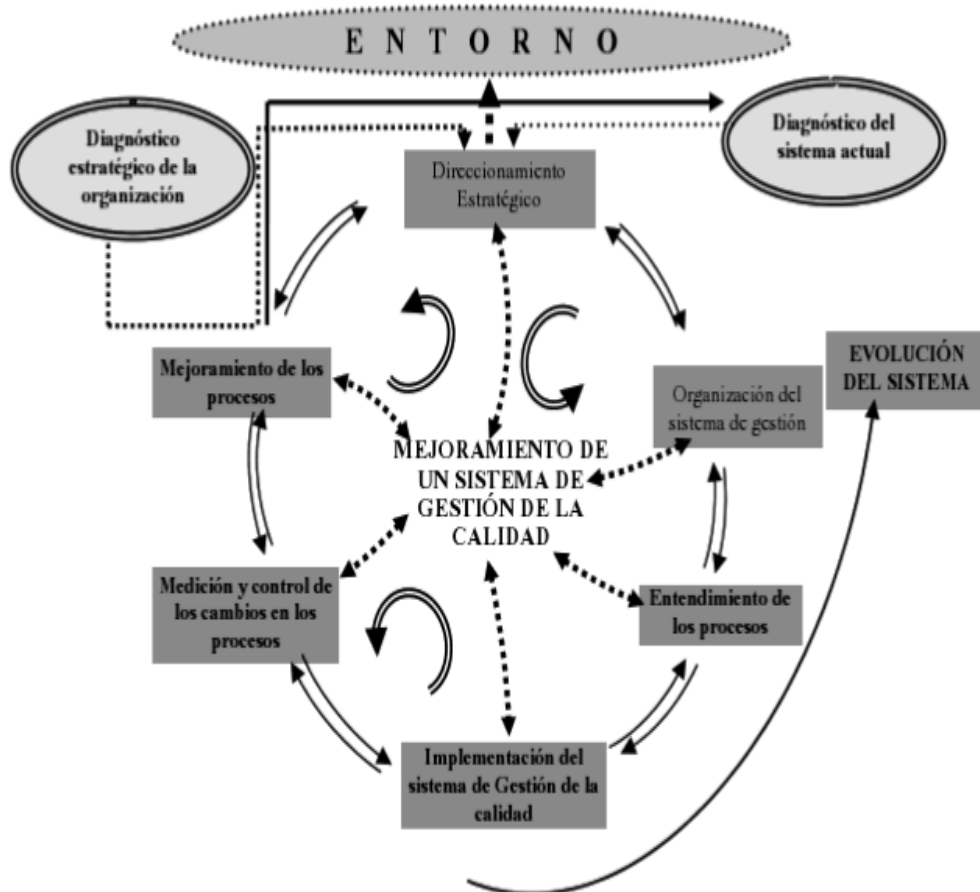 E N T O R N O
Diagnóstico
estratégico de la
organización
Diagnóstico del
sistema actual
Direccionamiento
Estratégico
Mejoramiento de los
procesos
EVOLUCIÓN
DEL SISTEMA
Organización del
sistema de gestión
MEJORAMIENTO DE
UN SISTEMA DE
GESTIÓN DE LA
CALIDAD
Medición y control de
los cambios en los
procesos
Entendimiento de
los procesos
Implementación del
sistema de Gestión de la
calidad